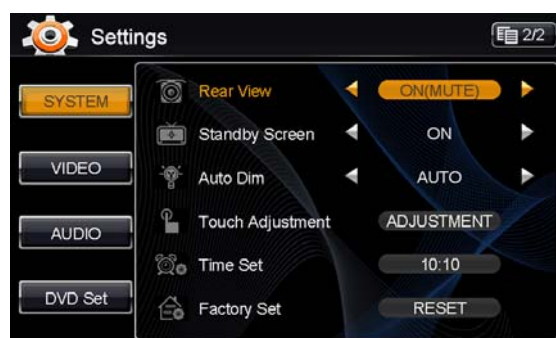 Settings
2/2
SYSTEM
VIDEO
AUDIO
DVD Set
Rear View ON(MUTE)
Standby Screen ON
Auto Dim AUTO
Touch Adjustment ADJUSTMENT
Time Set 10:10
Factory Set RESET